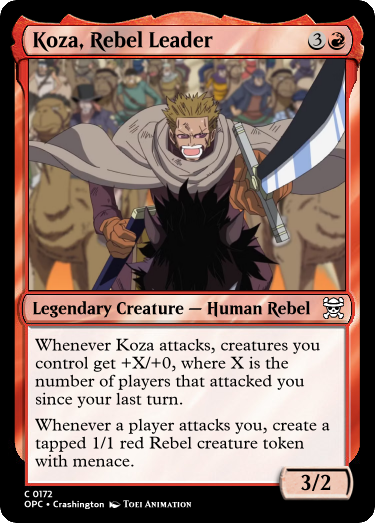 Koza, Rebel Leader 3
Legendary Creature — Human Rebel
Whenever Koza attacks, creatures you
control get +X/+0, where X is the
number of players that attacked you
since your last turn.
Whenever a player attacks you, create a
tapped 1/1 red Rebel creature token
with menace.
3/2
C 0172
OPC • Crashington Toei Animation